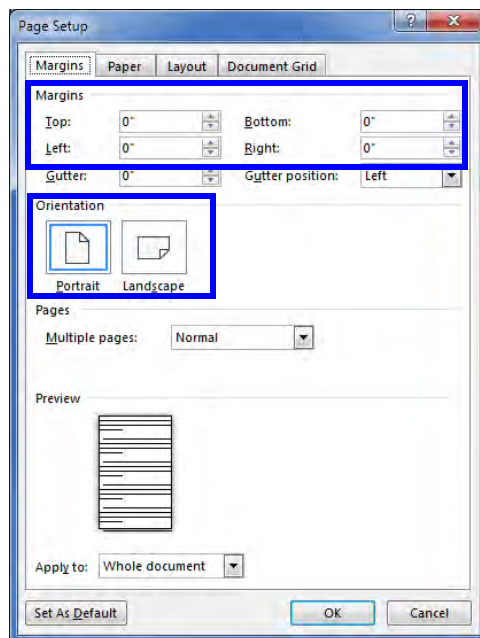 Page Setup ?
Margins Paper Layout Document Grid
Margins
Top: 0" Bottom: 0"
Left: 0" Right: 0"
Gutter: 0" Gutter position: Left
Orientation
Portrait Landscape
Pages
Multiple pages: Normal
Preview
Apply to: Whole document
Set As Default OK Cancel